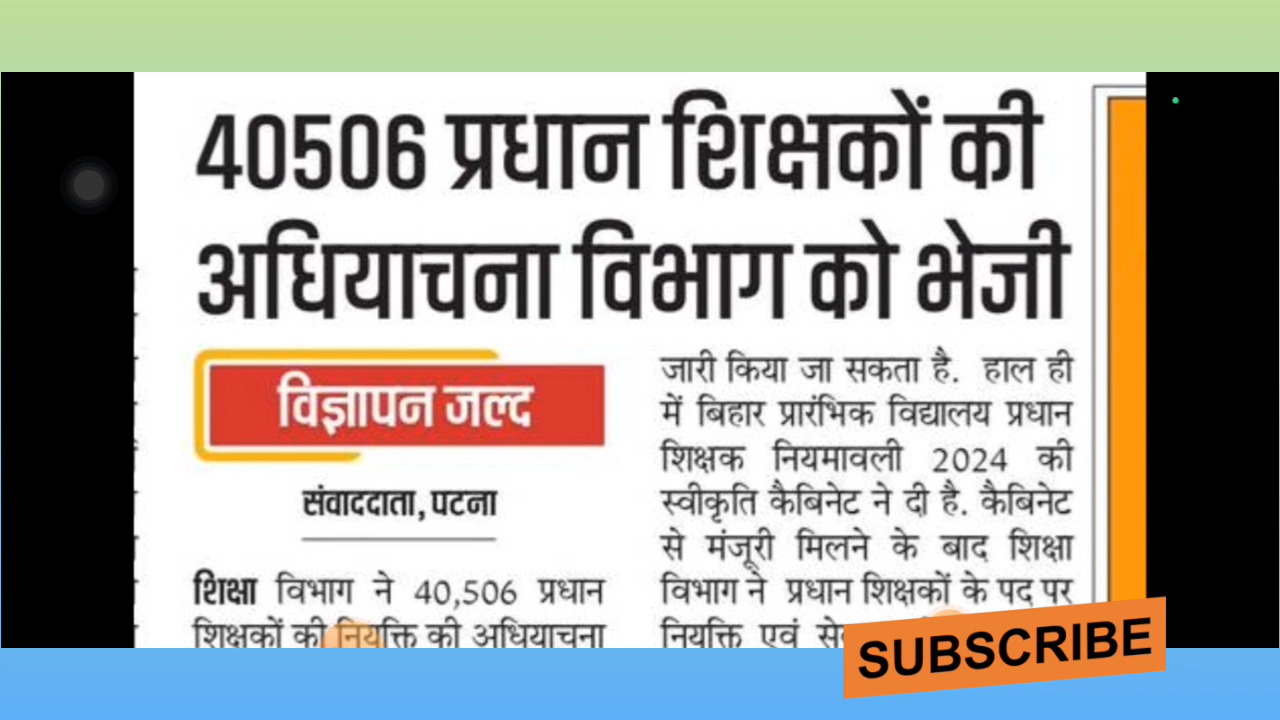 40506 प्रधान शिक्षकों की
अधियाचना विभाग को भेजी
विज्ञापन जल्द
संवाददाता, पटना
शिक्षा विभाग ने 40,506 प्रधान
शिक्षकों की नियुक्ति की अधियाचना
जारी किया जा सकता है. हाल ही
में बिहार प्रारंभिक विद्यालय प्रधान
शिक्षक नियमावली 2024 की
स्वीकृति कैबिनेट ने दी है. कैबिनेट
से मंजूरी मिलने के बाद शिक्षा
विभाग ने प्रधान शिक्षकों के पद पर
नियुक्ति एवं
SUBSCRIBE